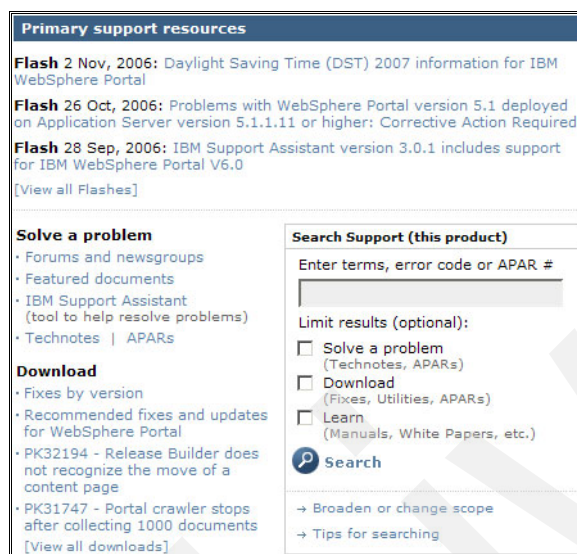 Primary support resources
Flash 2 Nov, 2006: Daylight Saving Time (DST) 2007 information for IBM
WebSphere Portal
Flash 26 Oct, 2006: Problems with WebSphere Portal version 5.1 deployed
on Application Server version 5.1.1.11 or higher: Corrective Action Required
Flash 28 Sep, 2006: IBM Support Assistant version 3.0.1 includes support
for IBM WebSphere Portal V6.0
[View all Flashes]
Solve a problem
· Forums and newsgroups
· Featured documents
· IBM Support Assistant
(tool to help resolve problems)
· Technotes | APARs
Download
· Fixes by version
· Recommended fixes and updates
for WebSphere Portal
· PK32194 - Release Builder does
not recognize the move of a
content page
· PK31747 - Portal crawler stops
after collecting 1000 documents
[View all downloads]
Search Support (this product)
Enter terms, error code or APAR #
Limit results (optional):
Solve a problem
(Technotes, APARs)
Download
(Fixes, Utilities, APARs)
Learn
(Manuals, White Papers, etc.)
Search
→ Broaden or change scope
→ Tips for searching